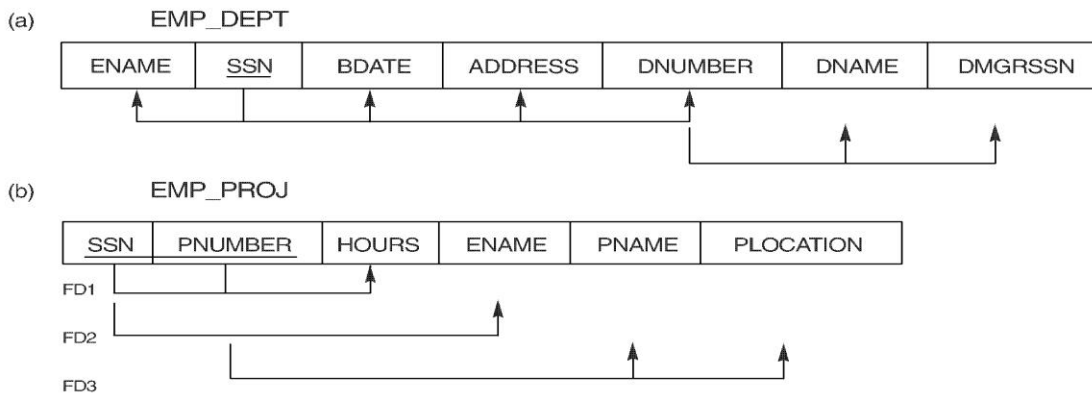 (a) EMP_DEPT
ENAME SSN BDATE ADDRESS DNUMBER DNAME DMGRSSN
(b) EMP_PROJ
SSN PNUMBER HOURS ENAME PNAME PLOCATION
FD1
FD2
FD3